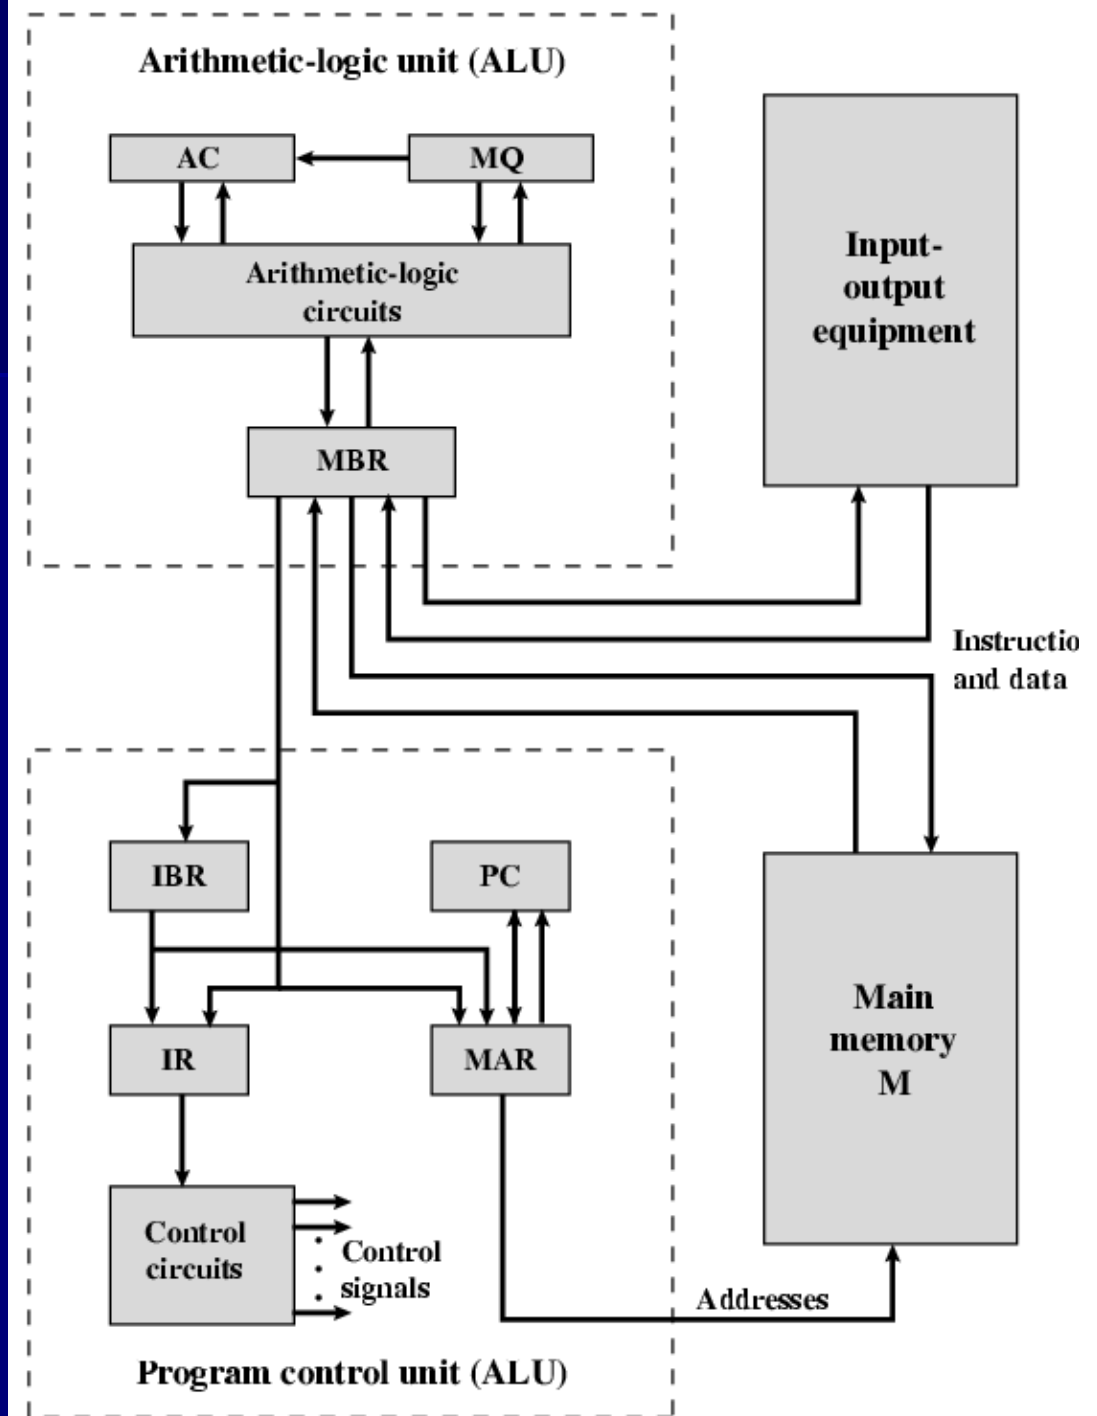 Arithmetic-logic unit (ALU)
AC
MQ
Arithmetic-logic
circuits
Input-
output
equipment
MBR
Instructio
and data
IBR
PC
IR
MAR
Main
memory
M
Control
circuits
Control
signals
Addresses
Program control unit (ALU)